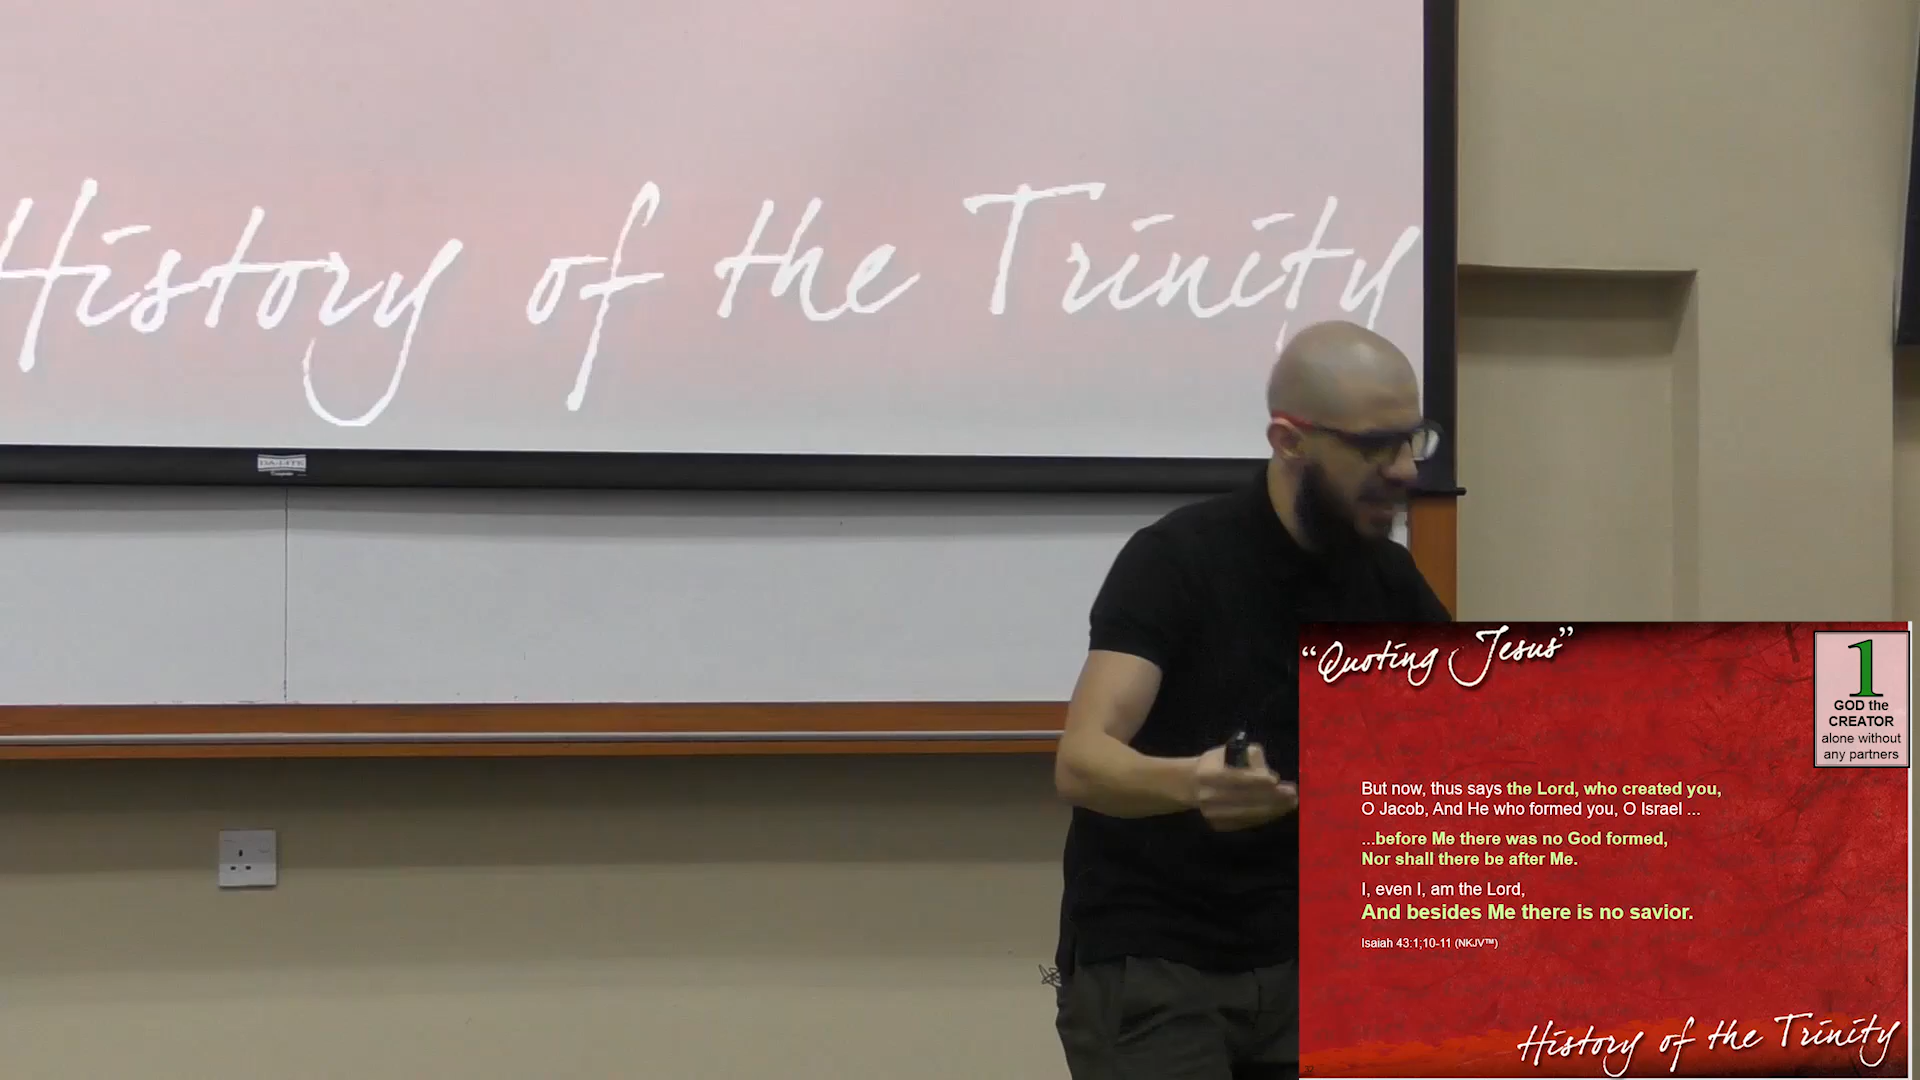 History of the Trinity
DA-LITE
"Quoting Jesus"
1
GOD the
CREATOR
alone without
any partners
But now, thus says the Lord, who created you,
O Jacob, And He who formed you, O Israel ...
...before Me there was no God formed,
Nor shall there be after Me.
I, even I, am the Lord,
And besides Me there is no savior.
Isaiah 43:1;10-11 (NKJV™)
History of the Trinity